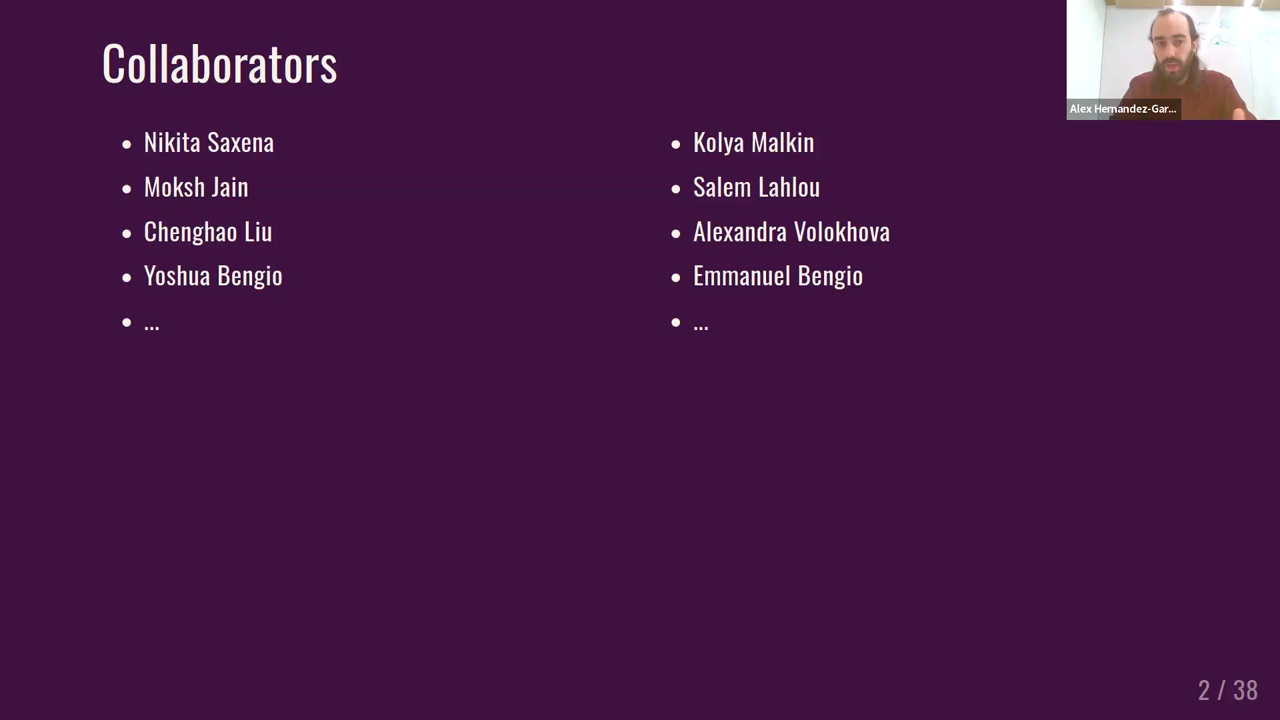 Collaborators
Nikita Saxena
Moksh Jain
Chenghao Liu
Yoshua Bengio
...
Kolya Malkin
Salem Lahlou
Alexandra Volokhova
Emmanuel Bengio
...
Alex Hernandez-Gar...
2 / 38